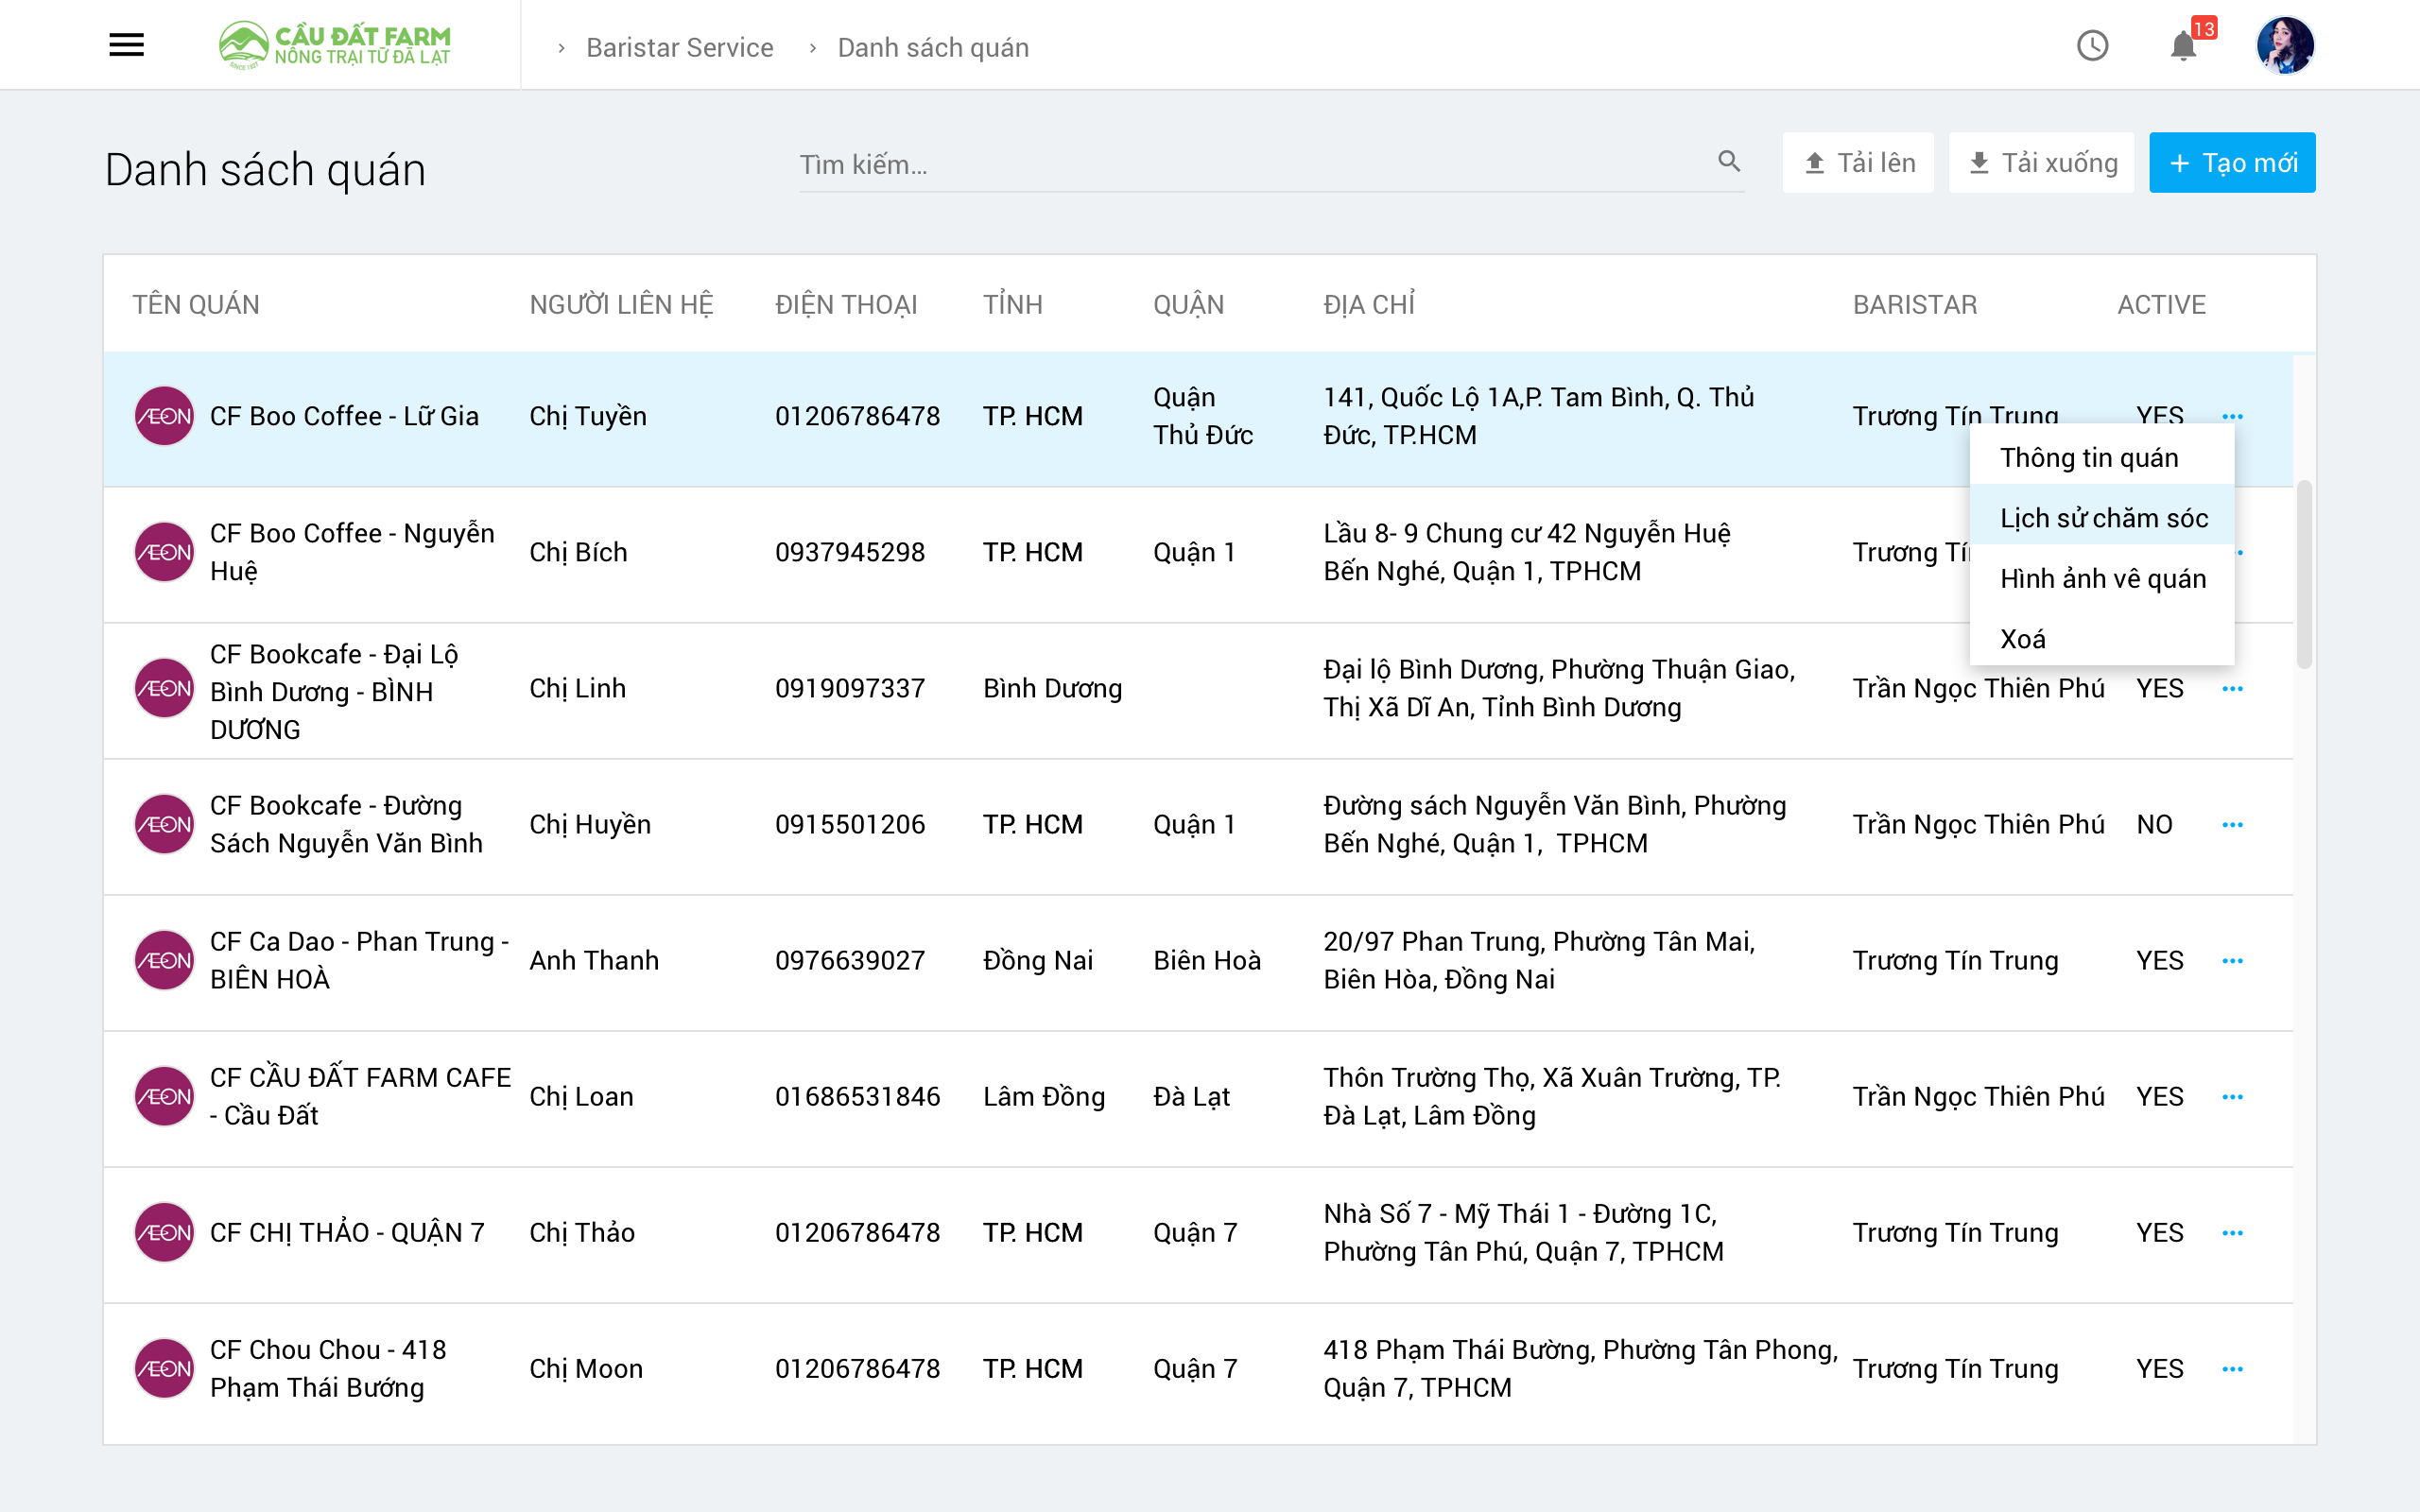 CẦU ĐẤT FARM
NÔNG TRẠI TỪ ĐÀ LẠT
SINCE 1927
› Baristar Service › Danh sách quán
13
Danh sách quán
Tìm kiếm...
Tải lên
Tải xuống
+ Tạo mới
TÊN QUÁN NGƯỜI LIÊN HỆ ĐIỆN THOẠI TỈNH QUẬN ĐỊA CHỈ BARISTAR ACTIVE
AEON CF Boo Coffee - Lữ Gia
Chị Tuyền
01206786478
TP. HCM
Quận
Thủ Đức
141, Quốc Lộ 1A,P. Tam Bình, Q. Thủ
Đức, TP.HCM
Trương Tín Trung
YES
Thông tin quán
Lịch sử chăm sóc
Hình ảnh vê quán
Xoá
AEON CF Boo Coffee - Nguyễn
Huệ
Chị Bích
0937945298
TP. HCM
Quận 1
Lầu 8- 9 Chung cư 42 Nguyễn Huệ
Bến Nghé, Quận 1, TPHCM
Trương Tí
AEON CF Bookcafe - Đại Lộ
Bình Dương - BÌNH
DƯƠNG
Chị Linh
0919097337
Bình Dương
Đại lộ Bình Dương, Phường Thuận Giao,
Thị Xã Dĩ An, Tỉnh Bình Dương
Trần Ngọc Thiên Phú
YES
AEON CF Bookcafe - Đường
Sách Nguyễn Văn Bình
Chị Huyền
0915501206
TP. HCM
Quận 1
Đường sách Nguyễn Văn Bình, Phường
Bến Nghé, Quận 1, TPHCM
Trần Ngọc Thiên Phú
NO
AEON CF Ca Dao - Phan Trung -
BIÊN HOÀ
Anh Thanh
0976639027
Đồng Nai
Biên Hoà
20/97 Phan Trung, Phường Tân Mai,
Biên Hòa, Đồng Nai
Trương Tín Trung
YES
AEON CF CẦU ĐẤT FARM CAFE
- Cầu Đất
Chị Loan
01686531846
Lâm Đồng
Đà Lạt
Thôn Trường Thọ, Xã Xuân Trường, TP.
Đà Lạt, Lâm Đồng
Trần Ngọc Thiên Phú
YES
AEON CF CHỊ THẢO - QUẬN 7
Chị Thảo
01206786478
TP. HCM
Quận 7
Nhà Số 7 - Mỹ Thái 1 - Đường 1C,
Phường Tân Phú, Quận 7, TPHCM
Trương Tín Trung
YES
AEON CF Chou Chou - 418
Phạm Thái Bướng
Chị Moon
01206786478
TP. HCM
Quận 7
418 Phạm Thái Bường, Phường Tân Phong,
Quận 7, TPHCM
Trương Tín Trung
YES